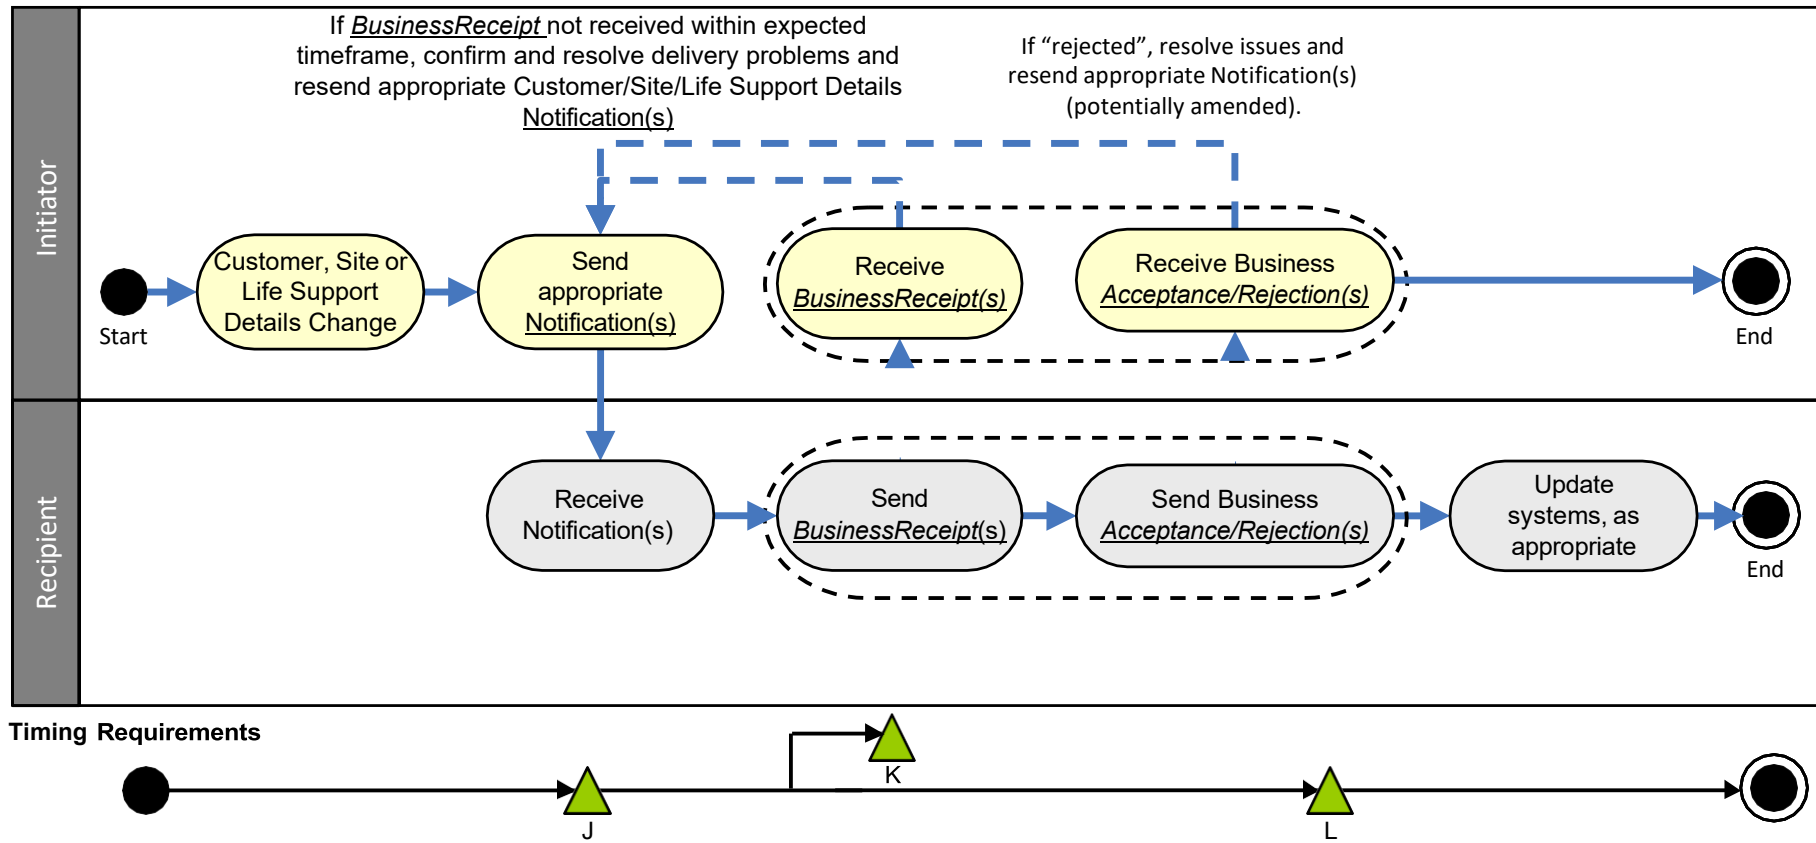 If BusinessReceipt not received within expected
timeframe, confirm and resolve delivery problems and
resend appropriate Customer/Site/Life Support Details
Notification(s)
If “rejected”, resolve issues and
resend appropriate Notification(s)
(potentially amended).
Initiator
Start
Customer, Site or
Life Support
Details Change
Send
appropriate
Notification(s)
Receive
BusinessReceipt(s)
Receive Business
Acceptance/Rejection(s)
End
Recipient
Receive
Notification(s)
Send
BusinessReceipt(s)
Send Business
Acceptance/Rejection(s)
Update
systems, as
appropriate
End
Timing Requirements
J
K
L